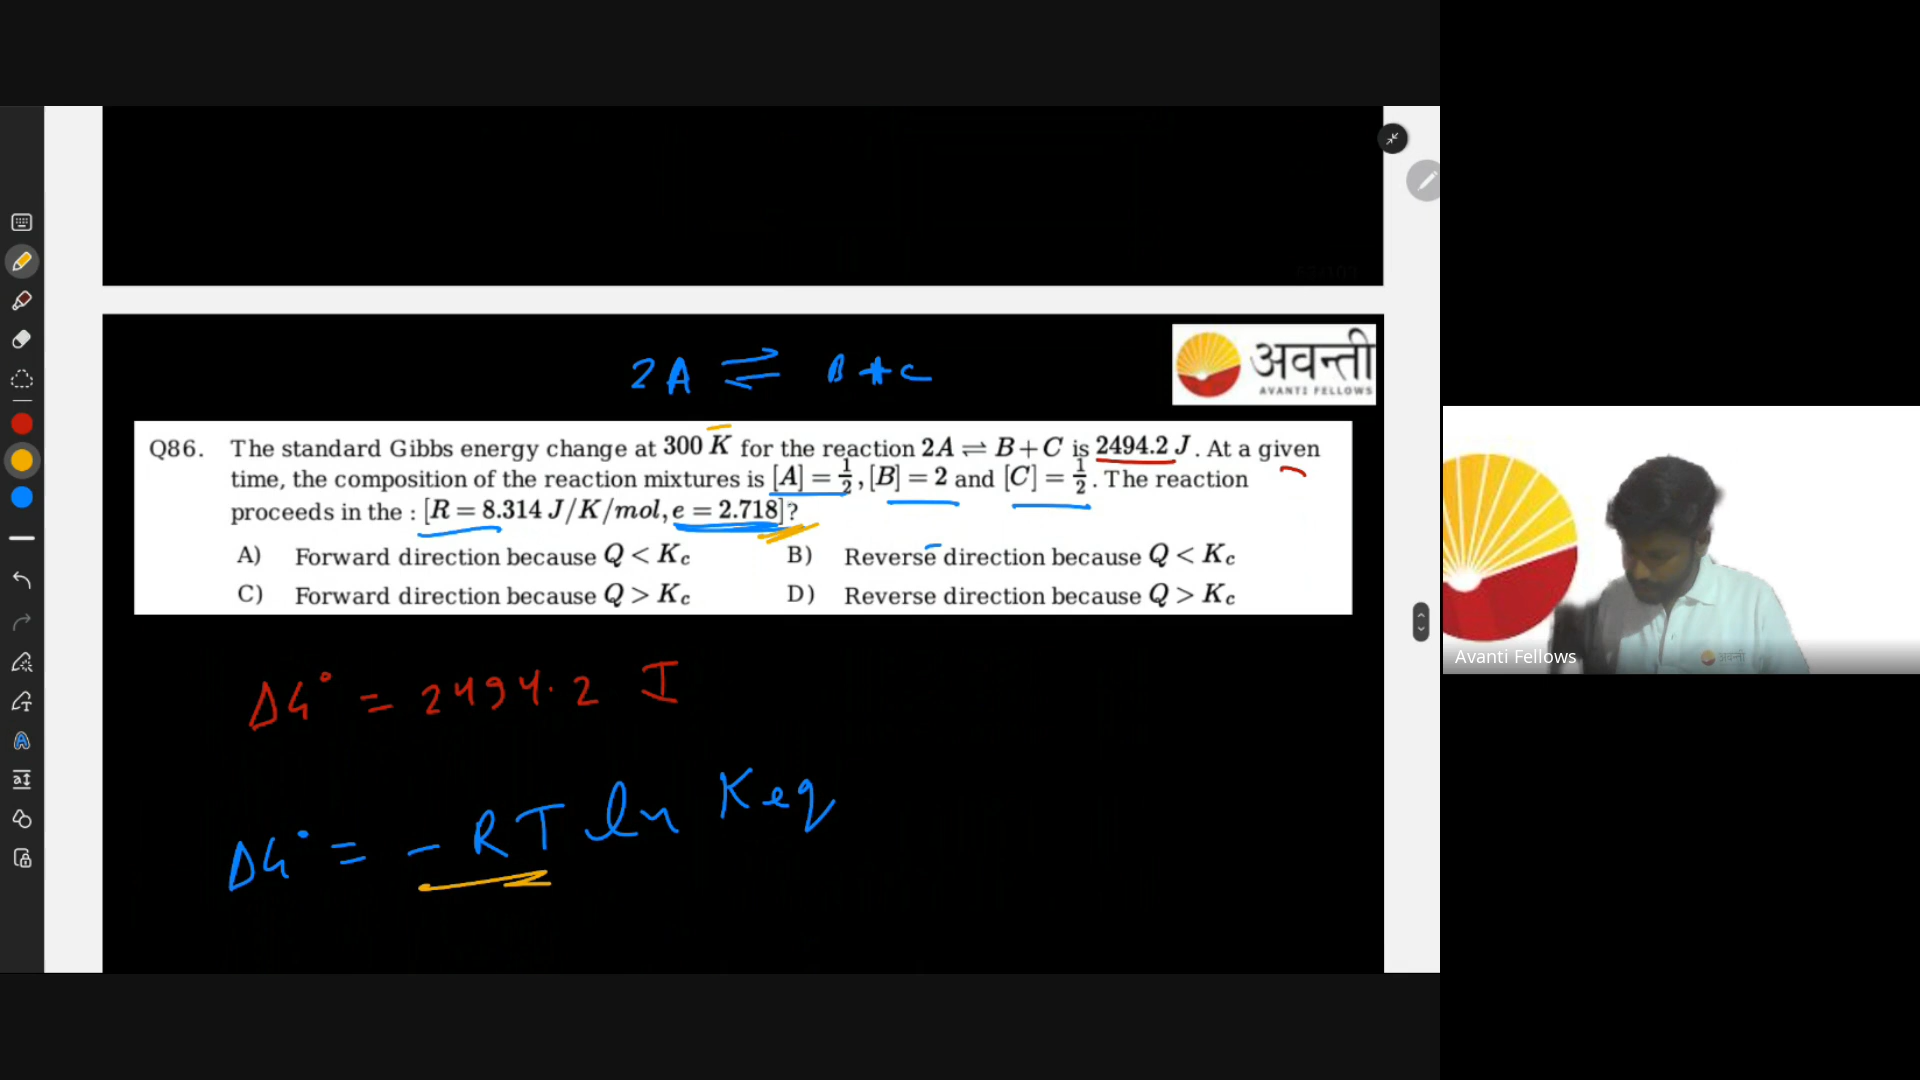 2A ⇌ B + C
अवन्ती
AVANTI FELLOWS
Q86. The standard Gibbs energy change at 300 K for the reaction 2A ⇌ B + C is 2494.2 J. At a given
time, the composition of the reaction mixtures is [A] = 1/2, [B] = 2 and [C] = 1/2. The reaction
proceeds in the : [R = 8.314 J/K/mol, e = 2.718]?
A) Forward direction because Q < Kc B) Reverse direction because Q < Kc
C) Forward direction because Q > Kc D) Reverse direction because Q > Kc
ΔG° = 2494.2 J
ΔG° = - RT ln Keq
Avanti Fellows
अवन्ती